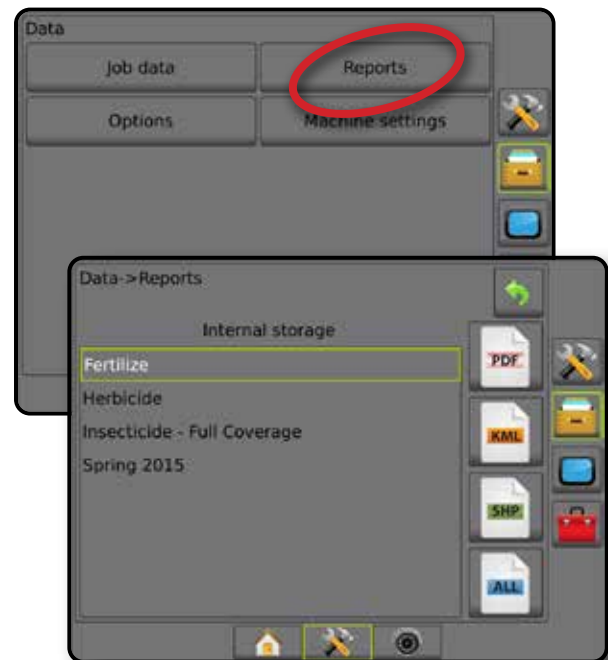 Data
Job data
Reports
Options
Machine settings
Data->Reports
Internal storage
Fertilize
Herbicide
Insecticide - Full Coverage
Spring 2015
PDF
KML
SHP
ALL